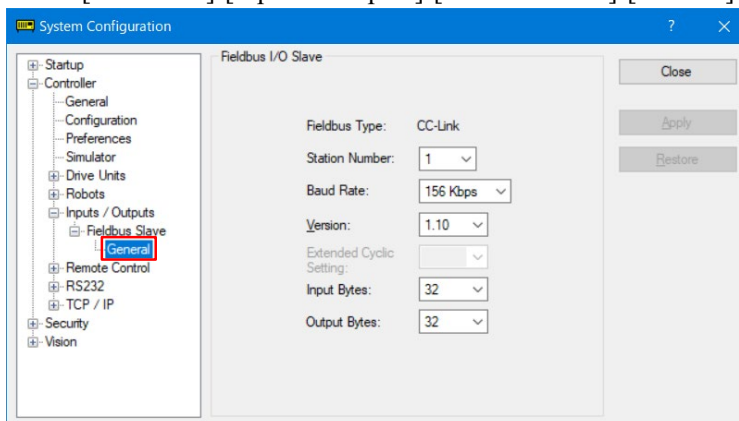 System Configuration
?
Startup
Controller
General
Configuration
Preferences
Simulator
Drive Units
Robots
Inputs / Outputs
Fieldbus Slave
General
Remote Control
RS232
TCP / IP
Security
Vision
Fieldbus I/O Slave
Fieldbus Type: CC-Link
Station Number: 1
Baud Rate: 156 Kbps
Version: 1.10
Extended Cyclic
Setting:
Input Bytes: 32
Output Bytes: 32
Close
Apply
Restore